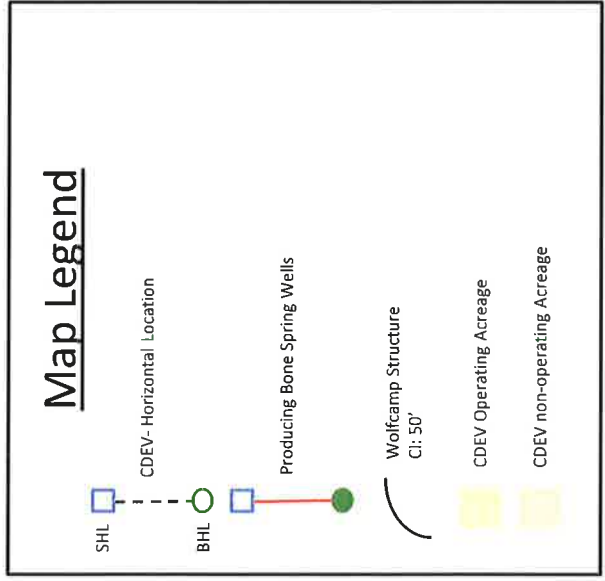 Map Legend
SHL
CDEV- Horizontal Location
BHL
Producing Bone Spring Wells
Wolfcamp Structure
CI: 50'
CDEV Operating Acreage
CDEV non-operating Acreage